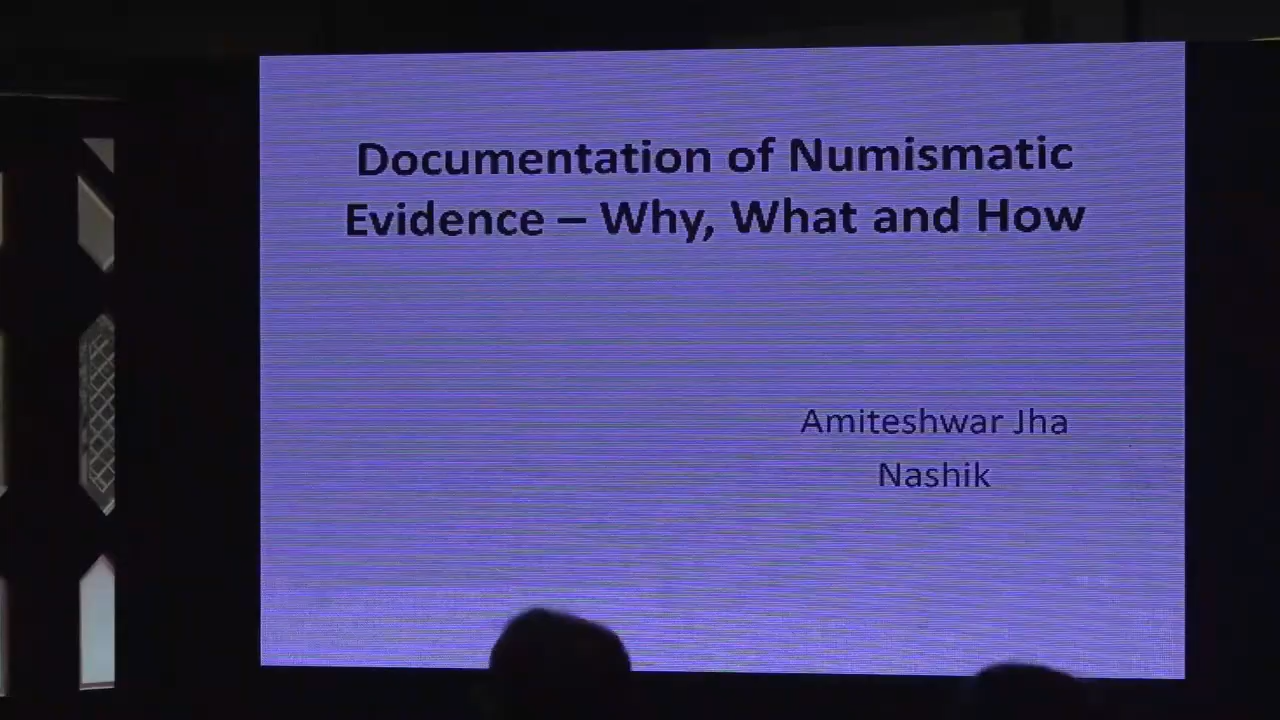 Documentation of Numismatic
Evidence – Why, What and How
Amiteshwar Jha
Nashik